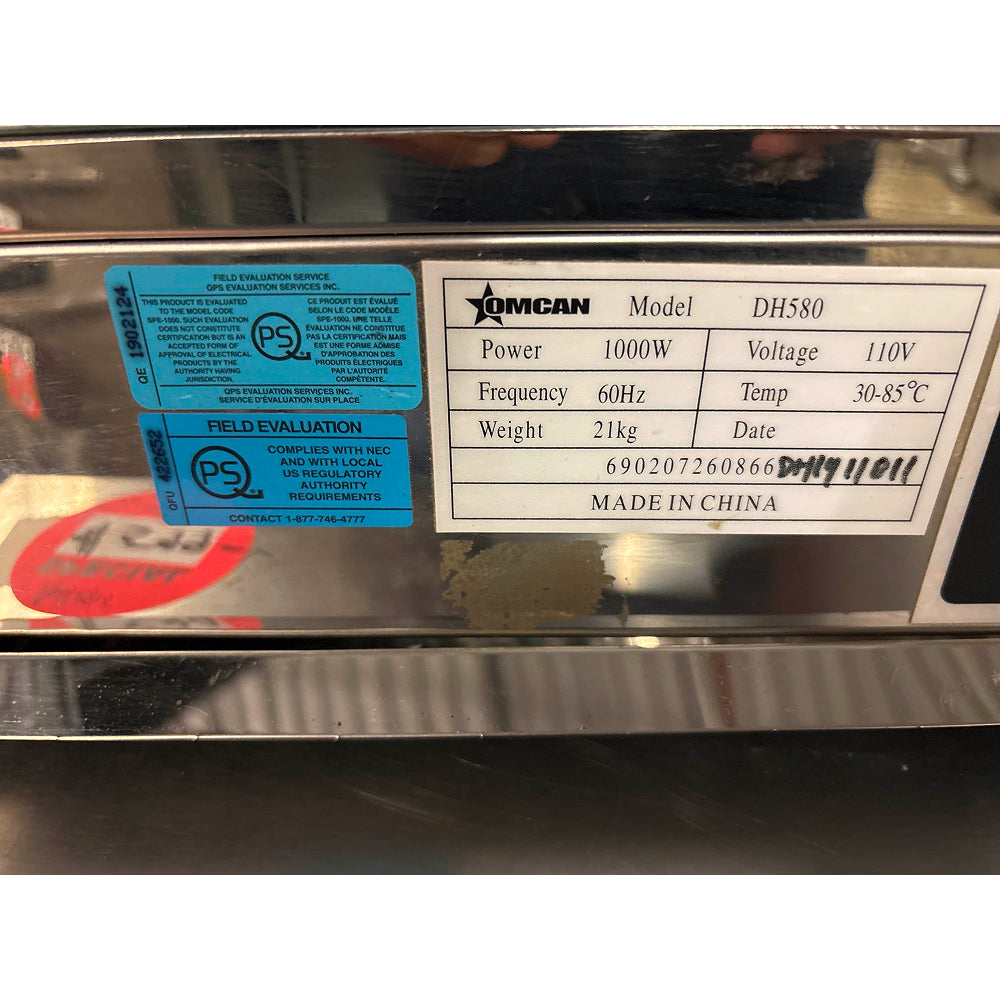 FIELD EVALUATION SERVICE
QPS EVALUATION SERVICES INC.
THIS PRODUCT IS EVALUATED
TO THE MODEL CODE
SPE-1000. SUCH EVALUATION
DOES NOT CONSTITUTE
CERTIFICATION BUT IS AN
ACCEPTED FORM OF
APPROVAL OF ELECTRICAL
PRODUCTS BY THE
AUTHORITY HAVING
JURISDICTION.
PS
CE PRODUIT EST ÉVALUÉ
SELON LE CODE MODÈLE
SPE-1000. UNE TELLE
ÉVALUATION NE CONSTITUE
PAS LA CERTIFICATION MAIS
EST UNE FORME ADMISE
D'APPROBATION DES
PRODUITS ÉLECTRIQUES
PAR L'AUTORITÉ
COMPÉTENTE.
QPS EVALUATION SERVICES INC.
SERVICE D'ÉVALUATION SUR PLACE
QE 1902124
FIELD EVALUATION
PS
COMPLIES WITH NEC
AND WITH LOCAL
US REGULATORY
AUTHORITY
REQUIREMENTS
CONTACT 1-877-746-4777
QFU 422652
OMCAN Model DH580
Power 1000W Voltage 110V
Frequency 60Hz Temp 30-85°C
Weight 21kg Date
690207260866 DH1911011
MADE IN CHINA